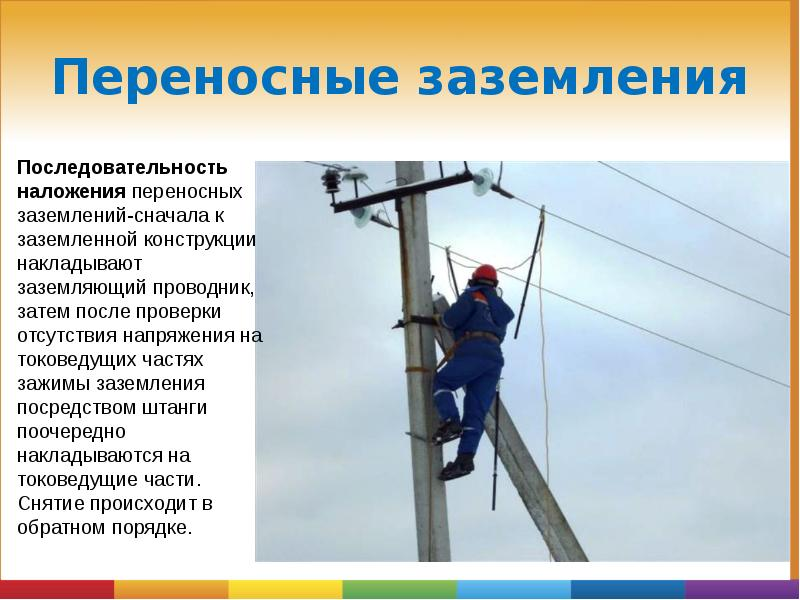 Переносные заземления
Последовательность
наложения переносных
заземлений-сначала к
заземленной конструкции
накладывают
заземляющий проводник,
затем после проверки
отсутствия напряжения на
токоведущих частях
зажимы заземления
посредством штанги
поочередно
накладываются на
токоведущие части.
Снятие происходит в
обратном порядке.